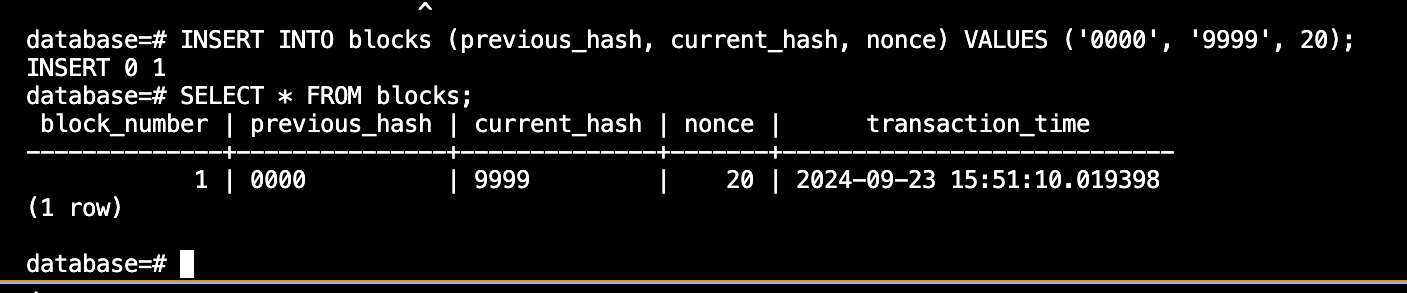 ^
database=# INSERT INTO blocks (previous_hash, current_hash, nonce) VALUES ('0000', '9999', 20);
INSERT 0 1
database=# SELECT * FROM blocks;
 block_number | previous_hash | current_hash | nonce |      transaction_time
--------------+---------------+--------------+-------+----------------------------
            1 | 0000          | 9999         |    20 | 2024-09-23 15:51:10.019398
(1 row)
database=#